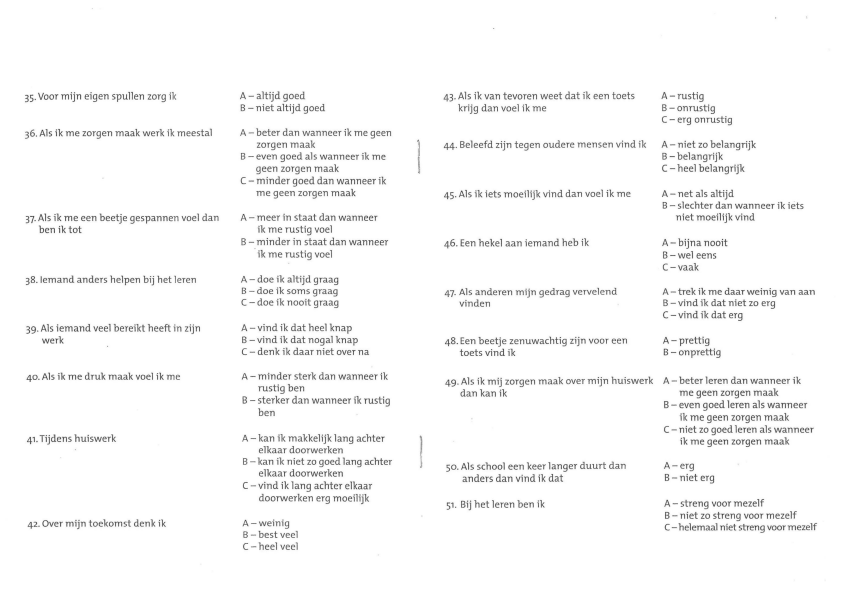 35. Voor mijn eigen spullen zorg ik
A – altijd goed
B – niet altijd goed
36. Als ik me zorgen maak werk ik meestal
A – beter dan wanneer ik me geen
zorgen maak
B – even goed als wanneer ik me
geen zorgen maak
C – minder goed dan wanneer ik
me geen zorgen maak
37. Als ik me een beetje gespannen voel dan
ben ik tot
A – meer in staat dan wanneer
ik me rustig voel
B – minder in staat dan wanneer
ik me rustig voel
38. Iemand anders helpen bij het leren
A – doe ik altijd graag
B – doe ik soms graag
C – doe ik nooit graag
39. Als iemand veel bereikt heeft in zijn
werk
A – vind ik dat heel knap
B – vind ik dat nogal knap
C – denk ik daar niet over na
40. Als ik me druk maak voel ik me
A – minder sterk dan wanneer ik
rustig ben
B – sterker dan wanneer ik rustig
ben
41. Tijdens huiswerk
A – kan ik makkelijk lang achter
elkaar doorwerken
B – kan ik niet zo goed lang achter
elkaar doorwerken
C – vind ik lang achter elkaar
doorwerken erg moeilijk
42. Over mijn toekomst denk ik
A – weinig
B – best veel
C – heel veel
43. Als ik van tevoren weet dat ik een toets
krijg dan voel ik me
A – rustig
B – onrustig
C – erg onrustig
44. Beleefd zijn tegen oudere mensen vind ik
A – niet zo belangrijk
B – belangrijk
C – heel belangrijk
45. Als ik iets moeilijk vind dan voel ik me
A – net als altijd
B – slechter dan wanneer ik iets
niet moeilijk vind
46. Een hekel aan iemand heb ik
A – bijna nooit
B – wel eens
C – vaak
47. Als anderen mijn gedrag vervelend
vinden
A – trek ik me daar weinig van aan
B – vind ik dat niet zo erg
C – vind ik dat erg
48. Een beetje zenuwachtig zijn voor een
toets vind ik
A – prettig
B – onprettig
49. Als ik mij zorgen maak over mijn huiswerk
dan kan ik
A – beter leren dan wanneer ik
me geen zorgen maak
B – even goed leren als wanneer
ik me geen zorgen maak
C – niet zo goed leren als wanneer
ik me geen zorgen maak
50. Als school een keer langer duurt dan
anders dan vind ik dat
A – erg
B – niet erg
51. Bij het leren ben ik
A – streng voor mezelf
B – niet zo streng voor mezelf
C – helemaal niet streng voor mezelf